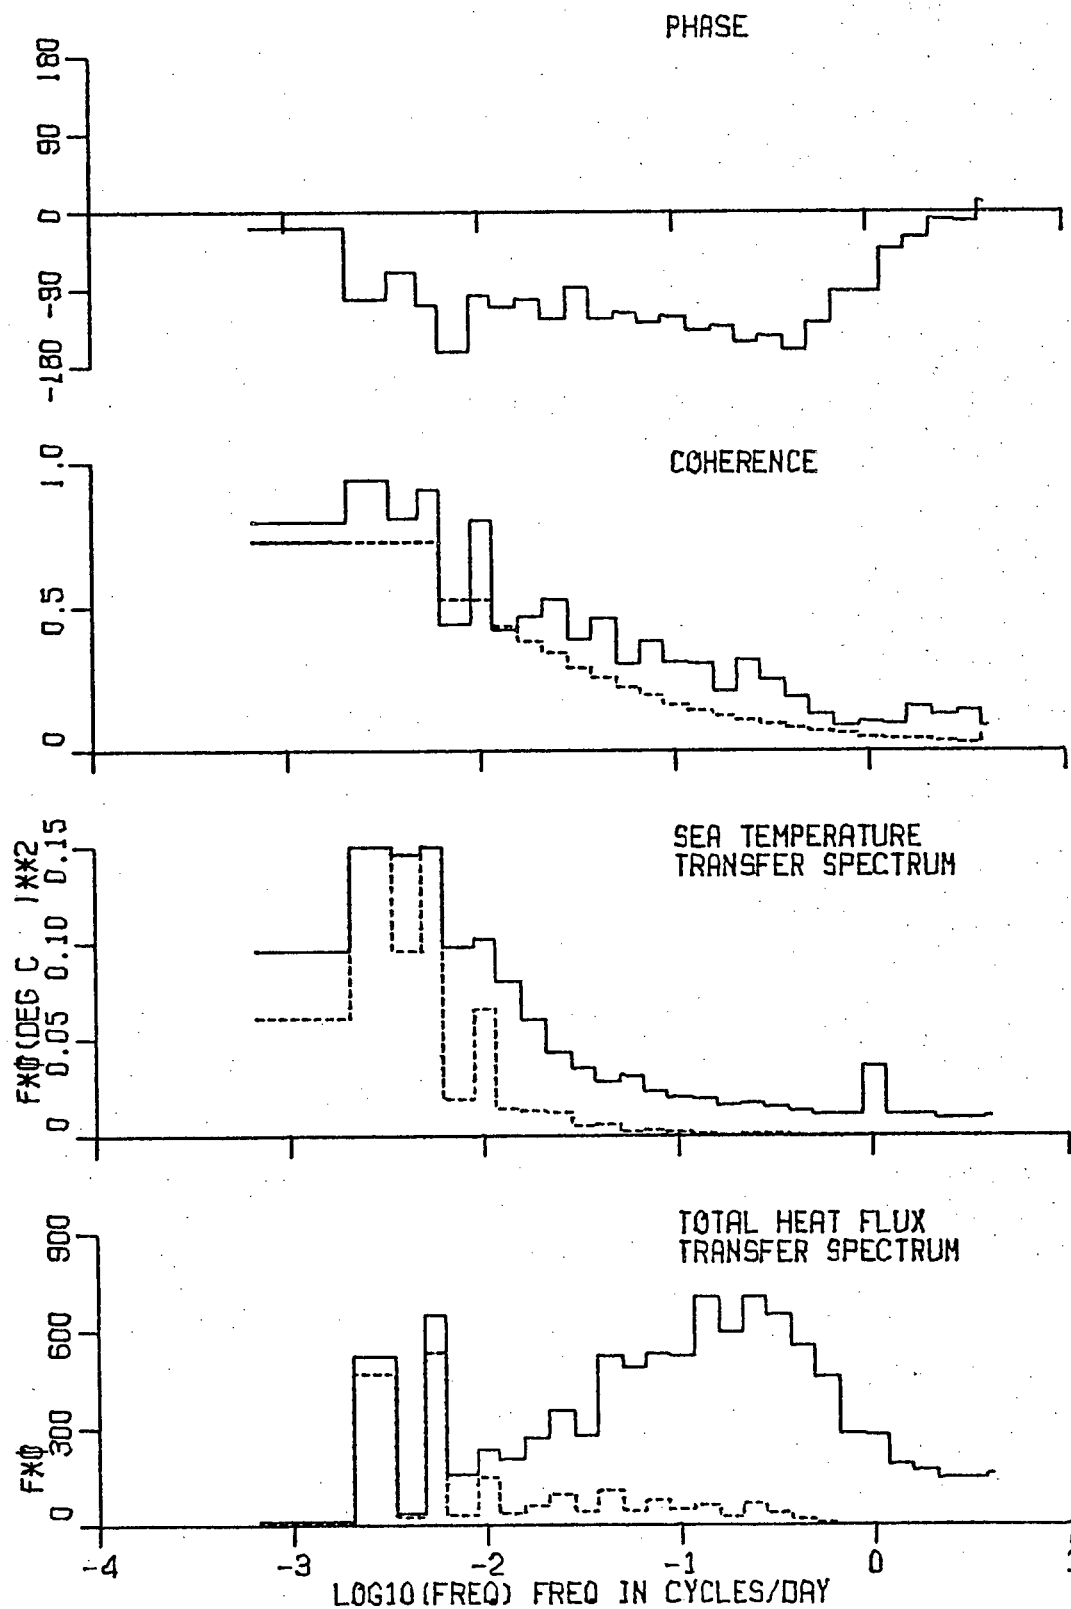 PHASE
180
90
0
-90
-180
COHERENCE
1.0
0.5
0
SEA TEMPERATURE
TRANSFER SPECTRUM
0.15
0.10
0.05
0
F*Φ(DEG C )**2
TOTAL HEAT FLUX
TRANSFER SPECTRUM
900
600
300
0
F*Φ
-4
-3
-2
-1
0
LOG10(FREQ) FREQ IN CYCLES/DAY